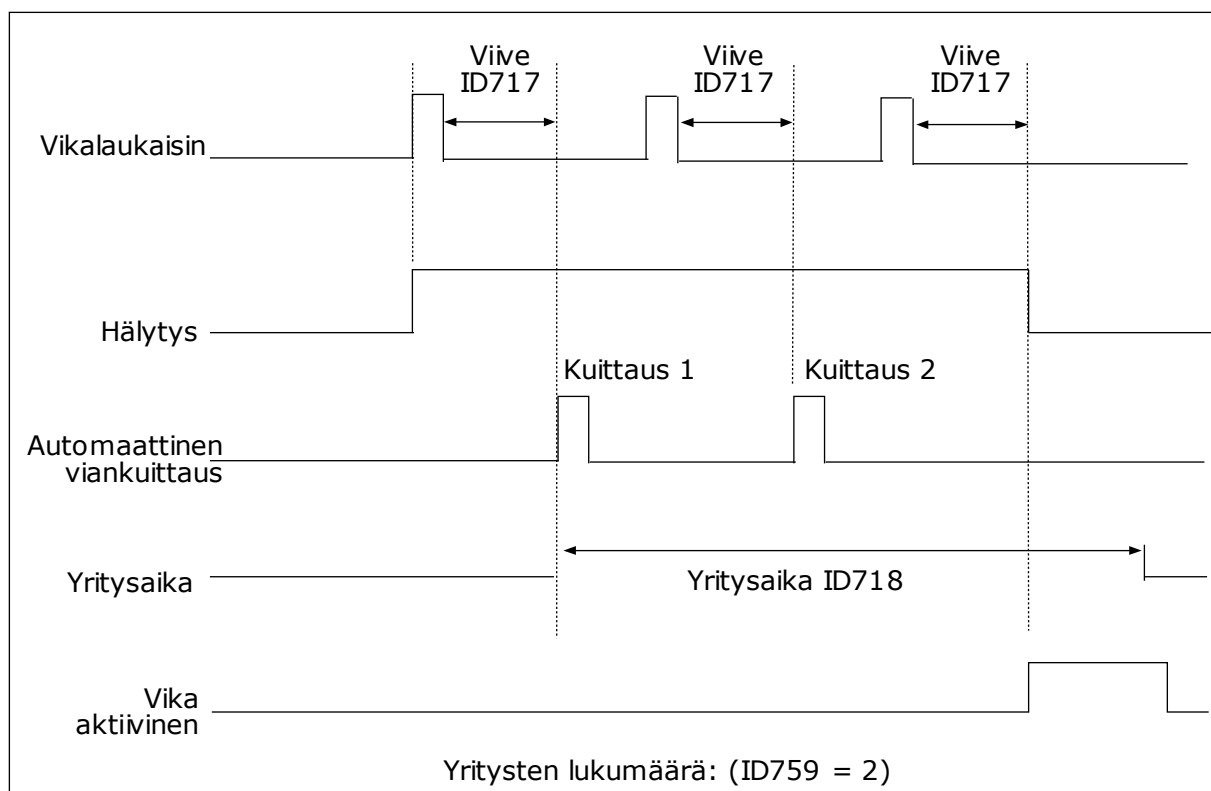 Viive
ID717
Viive
ID717
Viive
ID717
Vikalaukaisin
Hälytys
Kuittaus 1
Kuittaus 2
Automaattinen
viankuittaus
Yritysaika
Yritysaika ID718
Vika
aktiivinen
Yritysten lukumäärä: (ID759 = 2)